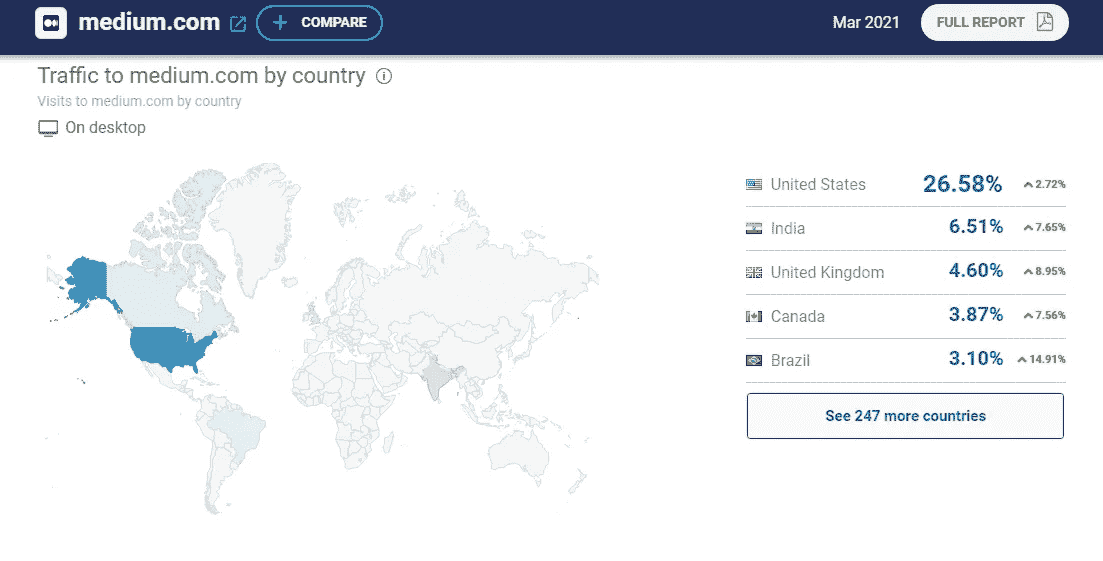 medium.com + COMPARE Mar 2021 FULL REPORT
Traffic to medium.com by country
Visits to medium.com by country
On desktop
United States 26.58% 2.72%
India 6.51% 7.65%
United Kingdom 4.60% 8.95%
Canada 3.87% 7.56%
Brazil 3.10% 14.91%
See 247 more countries